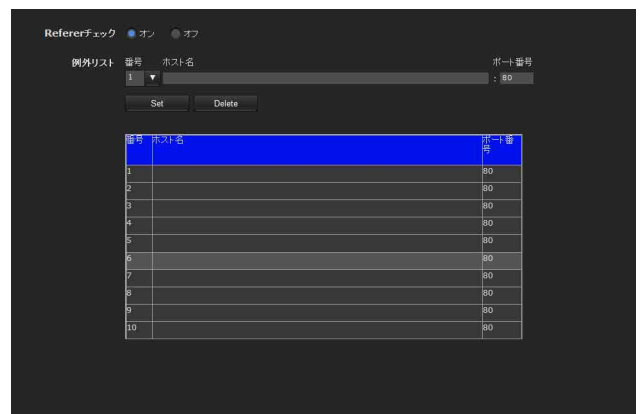 Refererチェック オン オフ
例外リスト 番号 ホスト名 ポート番号
1 ▼ : 80
Set Delete
番号 ホスト名 ポート番号
1 80
2 80
3 80
4 80
5 80
6 80
7 80
8 80
9 80
10 80